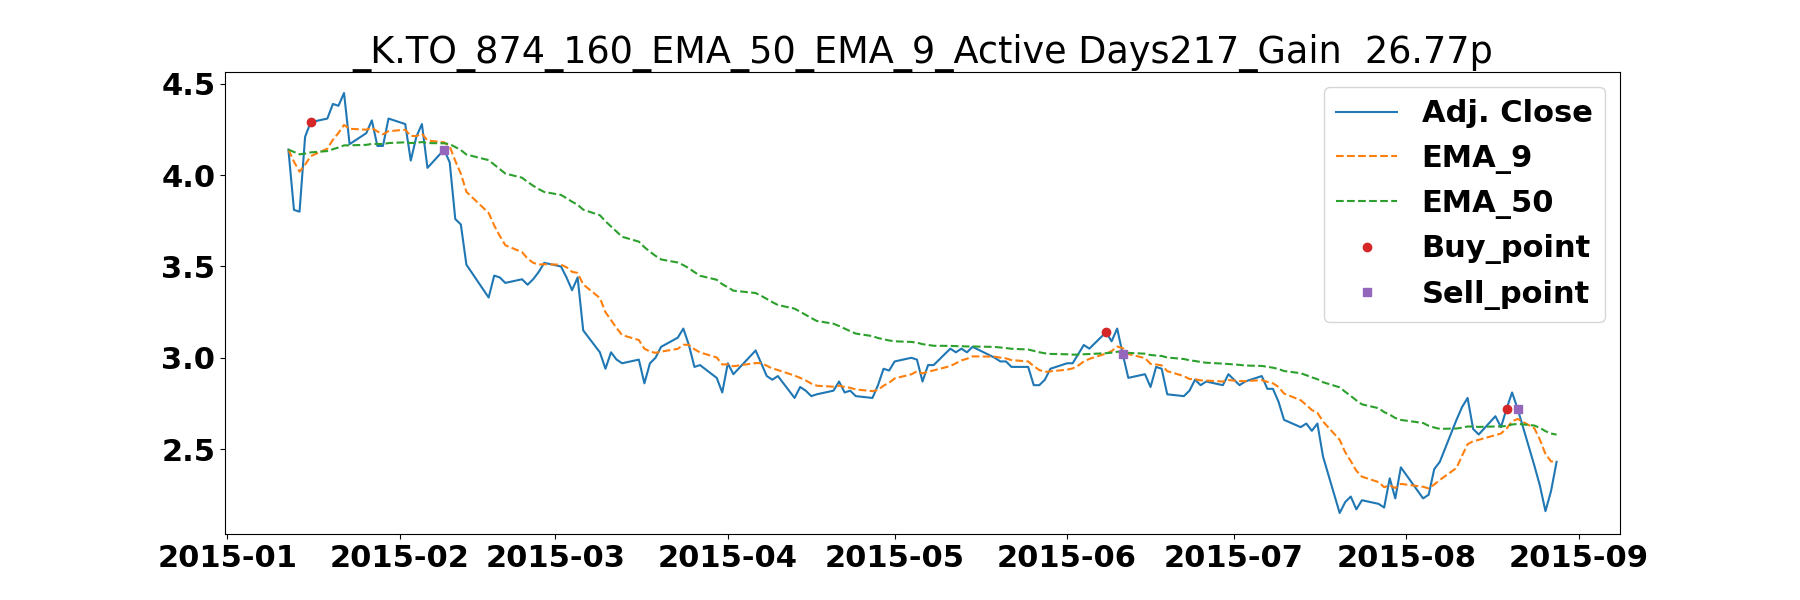 _K.TO_874_160_EMA_50_EMA_9_Active Days217_Gain  26.77p
4.5
4.0
3.5
3.0
2.5
Adj. Close
EMA_9
EMA_50
Buy_point
Sell_point
2015-01 2015-02 2015-03 2015-04 2015-05 2015-06 2015-07 2015-08 2015-09